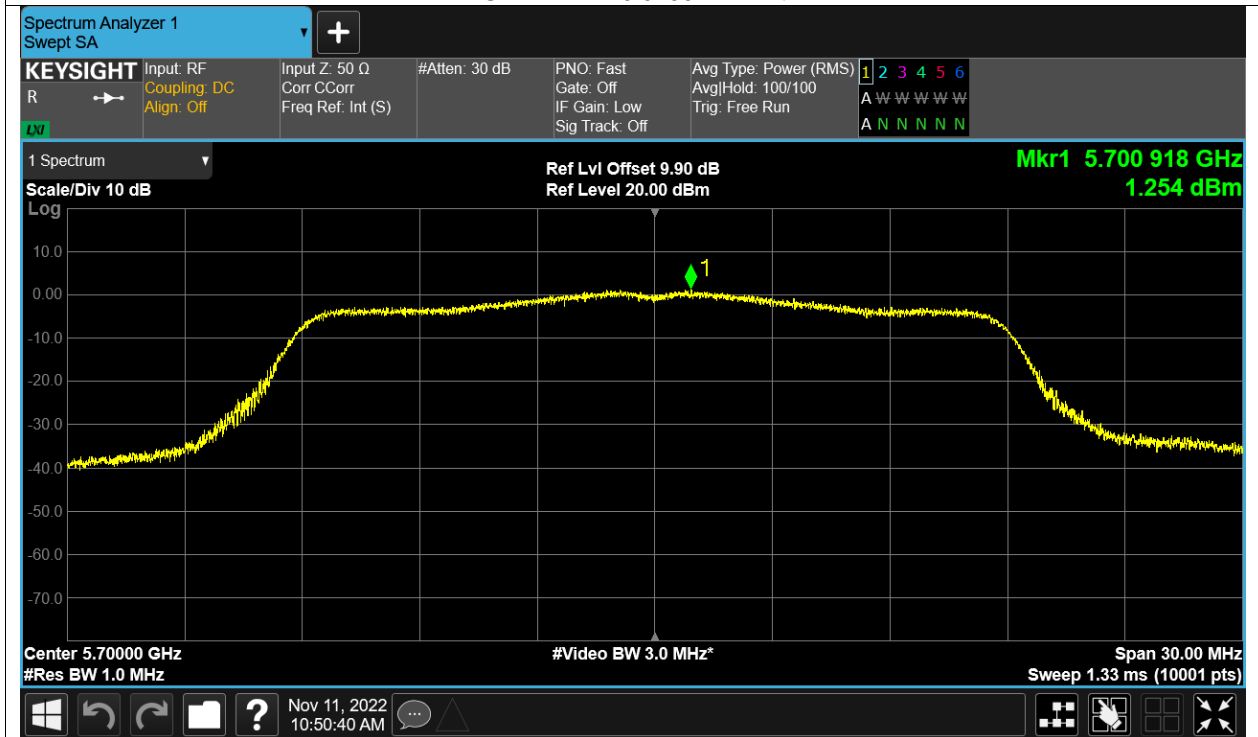 Spectrum Analyzer 1
Swept SA
KEYSIGHT
R
LXI
Input: RF
Coupling: DC
Align: Off
Input Z: 50 Ω
Corr CCorr
Freq Ref: Int (S)
#Atten: 30 dB
PNO: Fast
Gate: Off
IF Gain: Low
Sig Track: Off
Avg Type: Power (RMS)
Avg|Hold: 100/100
Trig: Free Run
1 2 3 4 5 6
A W W W W W
A N N N N N
1 Spectrum
Scale/Div 10 dB
Log
Ref Lvl Offset 9.90 dB
Ref Level 20.00 dBm
Mkr1 5.700 918 GHz
1.254 dBm
10.0
0.00
-10.0
-20.0
-30.0
-40.0
-50.0
-60.0
-70.0
1
Center 5.70000 GHz
#Res BW 1.0 MHz
#Video BW 3.0 MHz*
Span 30.00 MHz
Sweep 1.33 ms (10001 pts)
?
Nov 11, 2022
10:50:40 AM